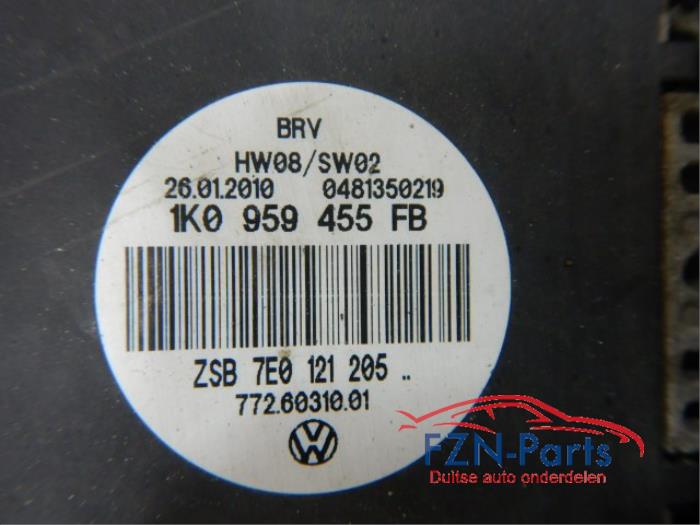 BRV
HW08/SW02
26.01.2010 0481350219
1K0 959 455 FB
ZSB 7E0 121 205 ..
772.60310.01
FZN-Parts
Duitse auto onderdelen